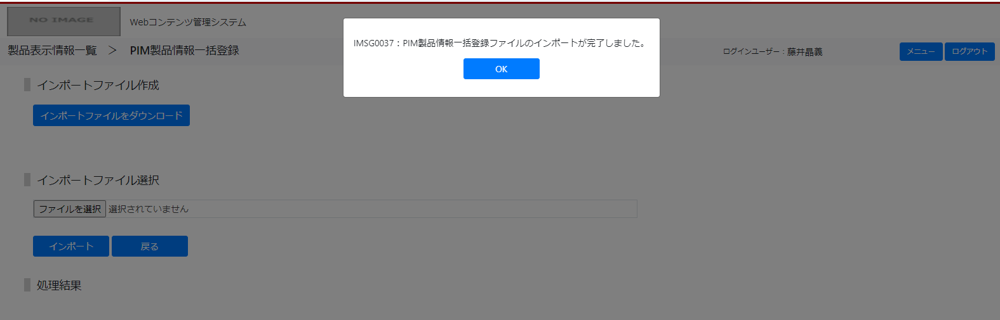 NO IMAGE
Webコンテンツ管理システム
IMSG0037：PIM製品情報一括登録ファイルのインポートが完了しました。
OK
製品表示情報一覧　＞　PIM製品情報一括登録
ログインユーザー：藤井晶義
メニュー
ログアウト
インポートファイル作成
インポートファイルをダウンロード
インポートファイル選択
ファイルを選択 選択されていません
インポート
戻る
処理結果